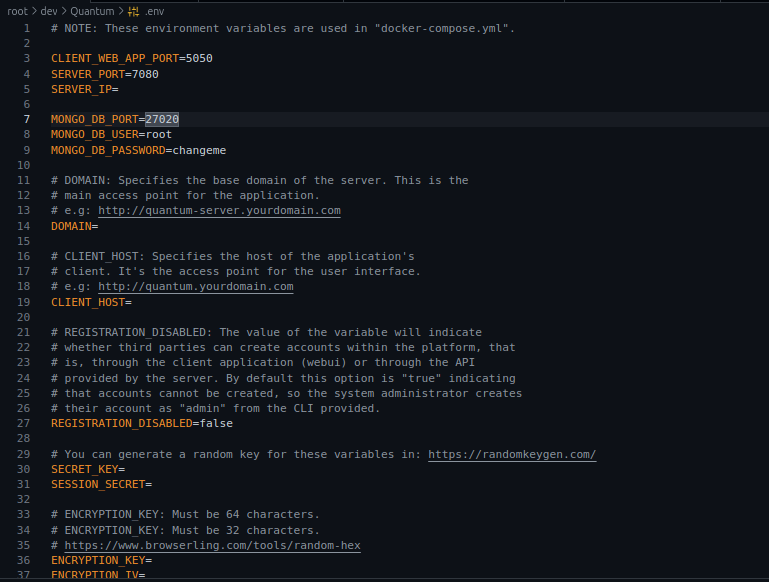 root > dev > Quantum > .env
1 # NOTE: These environment variables are used in "docker-compose.yml".
2
3 CLIENT_WEB_APP_PORT=5050
4 SERVER_PORT=7080
5 SERVER_IP=
6
7 MONGO_DB_PORT=27020
8 MONGO_DB_USER=root
9 MONGO_DB_PASSWORD=changeme
10
11 # DOMAIN: Specifies the base domain of the server. This is the
12 # main access point for the application.
13 # e.g: http://quantum-server.yourdomain.com
14 DOMAIN=
15
16 # CLIENT_HOST: Specifies the host of the application's
17 # client. It's the access point for the user interface.
18 # e.g: http://quantum.yourdomain.com
19 CLIENT_HOST=
20
21 # REGISTRATION_DISABLED: The value of the variable will indicate
22 # whether third parties can create accounts within the platform, that
23 # is, through the client application (webui) or through the API
24 # provided by the server. By default this option is "true" indicating
25 # that accounts cannot be created, so the system administrator creates
26 # their account as "admin" from the CLI provided.
27 REGISTRATION_DISABLED=false
28
29 # You can generate a random key for these variables in: https://randomkeygen.com/
30 SECRET_KEY=
31 SESSION_SECRET=
32
33 # ENCRYPTION_KEY: Must be 64 characters.
34 # ENCRYPTION_KEY: Must be 32 characters.
35 # https://www.browserling.com/tools/random-hex
36 ENCRYPTION_KEY=
37 ENCRYPTION_IV=